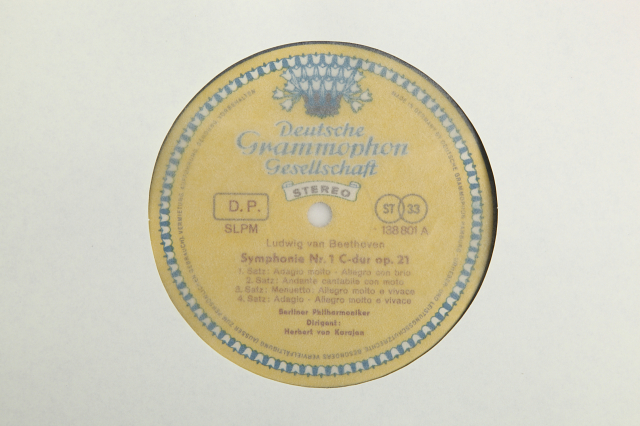 Deutsche
Grammophon
Gesellschaft
STEREO
D.P.
ST 33
SLPM
138 801 A
Ludwig van Beethoven
Symphonie Nr. 1 C-dur op. 21
1. Satz: Adagio molto - Allegro con brio
2. Satz: Andante cantabile con moto
3. Satz: Menuetto: Allegro molto e vivace
4. Satz: Adagio - Allegro molto e vivace
Berliner Philharmoniker
Dirigent:
Herbert von Karajan